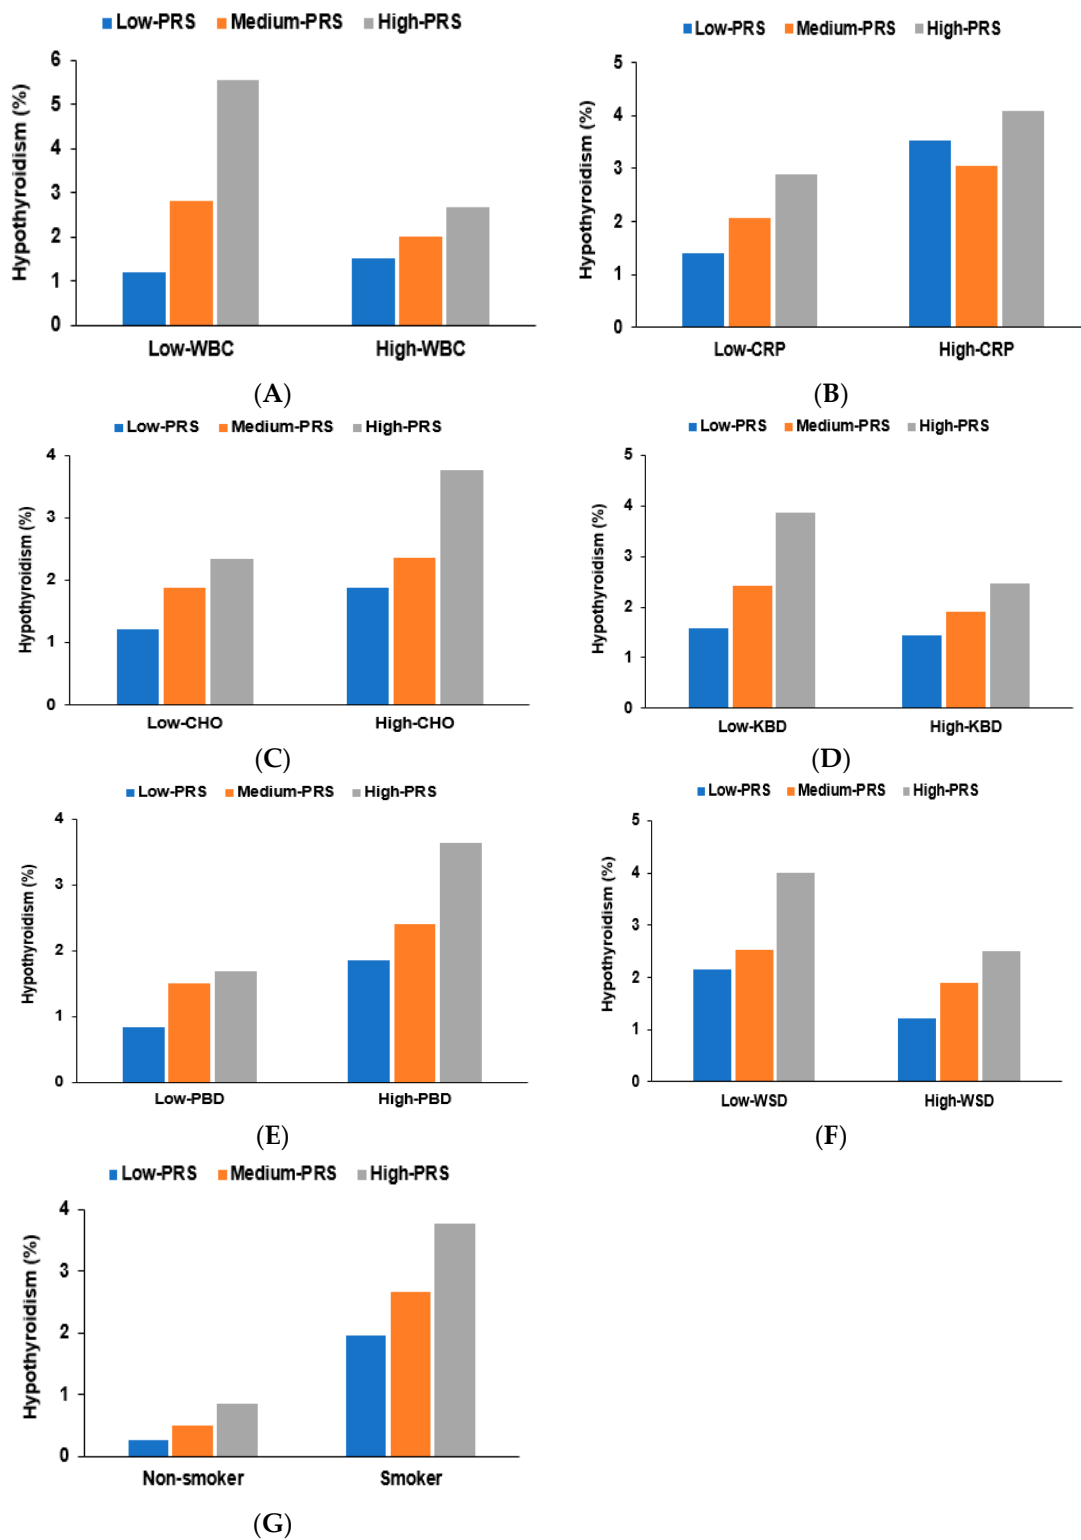 Low-PRS Medium-PRS High-PRS
Hypothyroidism (%)
6
5
4
3
2
1
0
Low-WBC High-WBC
(A)
Low-PRS Medium-PRS High-PRS
Hypothyroidism (%)
5
4
3
2
1
0
Low-CRP High-CRP
(B)
Low-PRS Medium-PRS High-PRS
Hypothyroidism (%)
4
3
2
1
0
Low-CHO High-CHO
(C)
Low-PRS Medium-PRS High-PRS
Hypothyroidism (%)
5
4
3
2
1
0
Low-KBD High-KBD
(D)
Low-PRS Medium-PRS High-PRS
Hypothyroidism (%)
4
3
2
1
0
Low-PBD High-PBD
(E)
Low-PRS Medium-PRS High-PRS
Hypothyroidism (%)
5
4
3
2
1
0
Low-WSD High-WSD
(F)
Low-PRS Medium-PRS High-PRS
Hypothyroidism (%)
4
3
2
1
0
Non-smoker Smoker
(G)